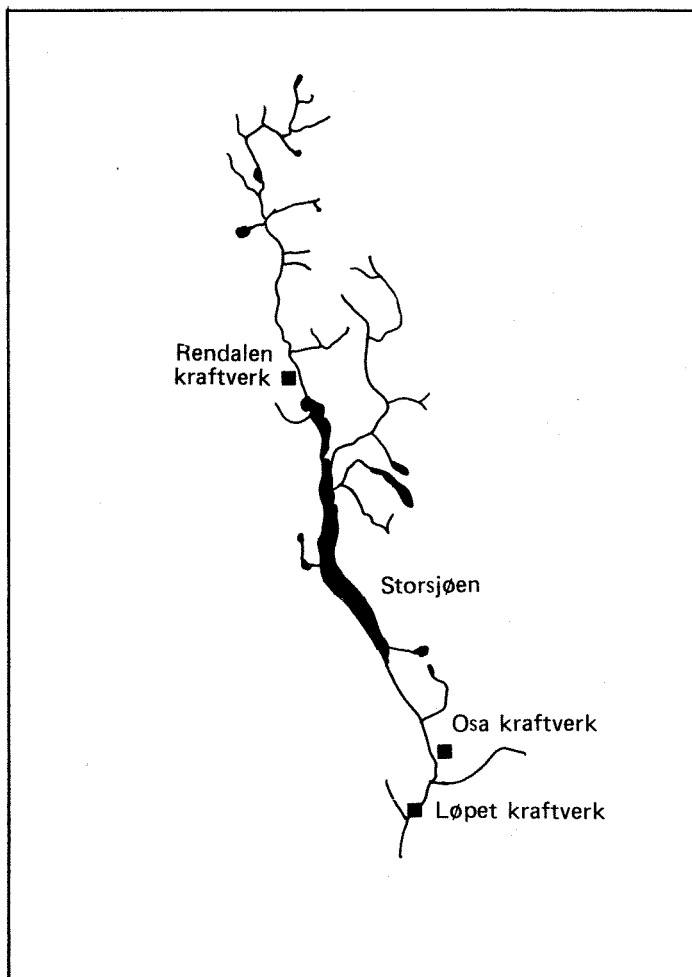 Rendalen
kraftverk
Storsjøen
Osa kraftverk
Løpet kraftverk